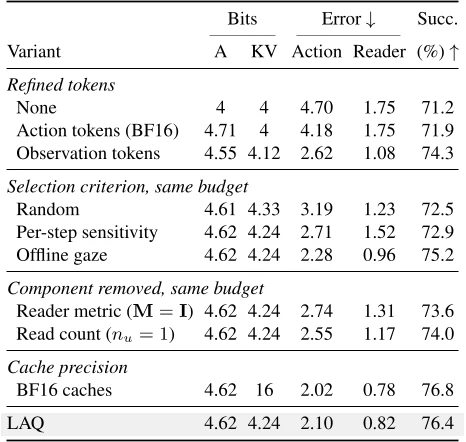 Bits Error ↓ Succ.
Variant A KV Action Reader (%) ↑
Refined tokens
None 4 4 4.70 1.75 71.2
Action tokens (BF16) 4.71 4 4.18 1.75 71.9
Observation tokens 4.55 4.12 2.62 1.08 74.3
Selection criterion, same budget
Random 4.61 4.33 3.19 1.23 72.5
Per-step sensitivity 4.62 4.24 2.71 1.52 72.9
Offline gaze 4.62 4.24 2.28 0.96 75.2
Component removed, same budget
Reader metric (M = I) 4.62 4.24 2.74 1.31 73.6
Read count (nᵤ = 1) 4.62 4.24 2.55 1.17 74.0
Cache precision
BF16 caches 4.62 16 2.02 0.78 76.8
LAQ 4.62 4.24 2.10 0.82 76.4